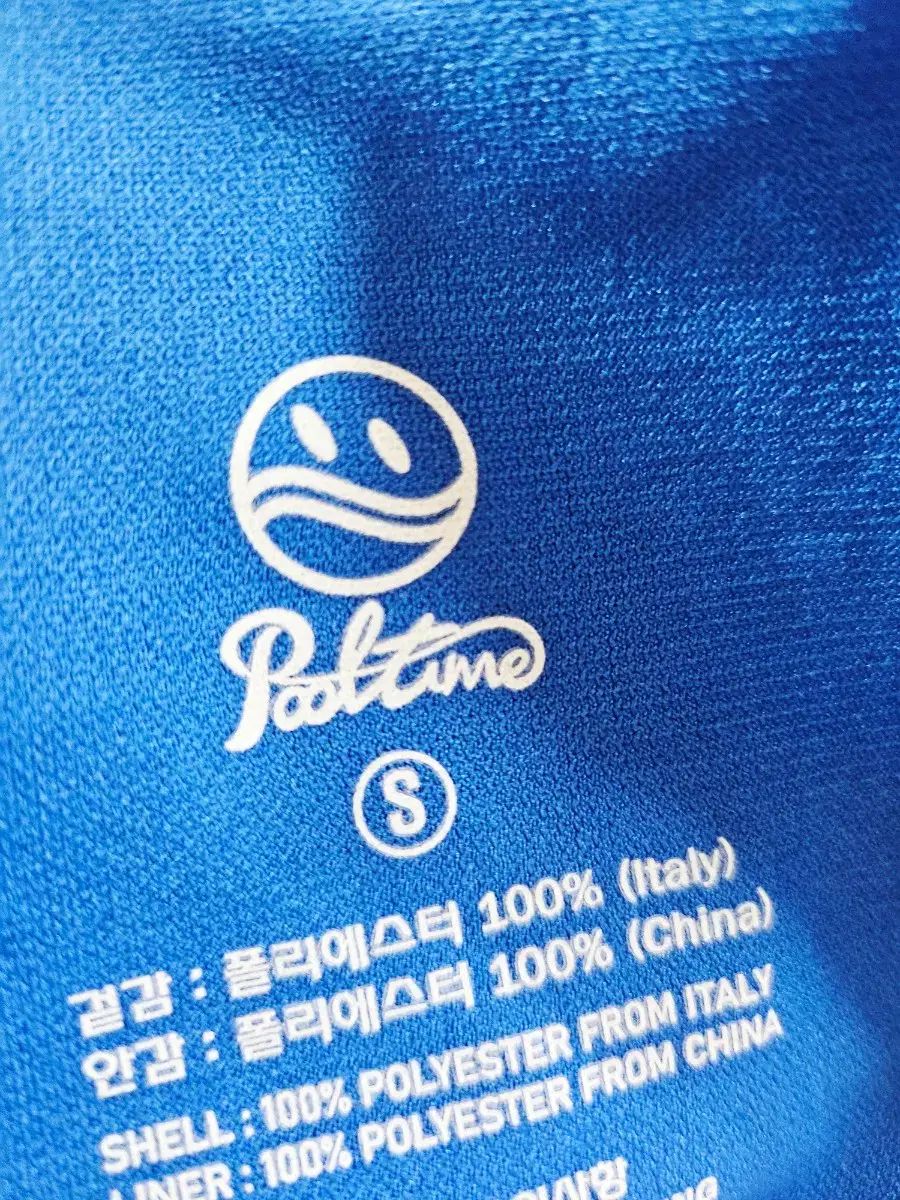 Pooltime
S
겉감 : 폴리에스터 100% (Italy)
안감 : 폴리에스터 100% (China)
SHELL : 100% POLYESTER FROM ITALY
LINER : 100% POLYESTER FROM CHINA